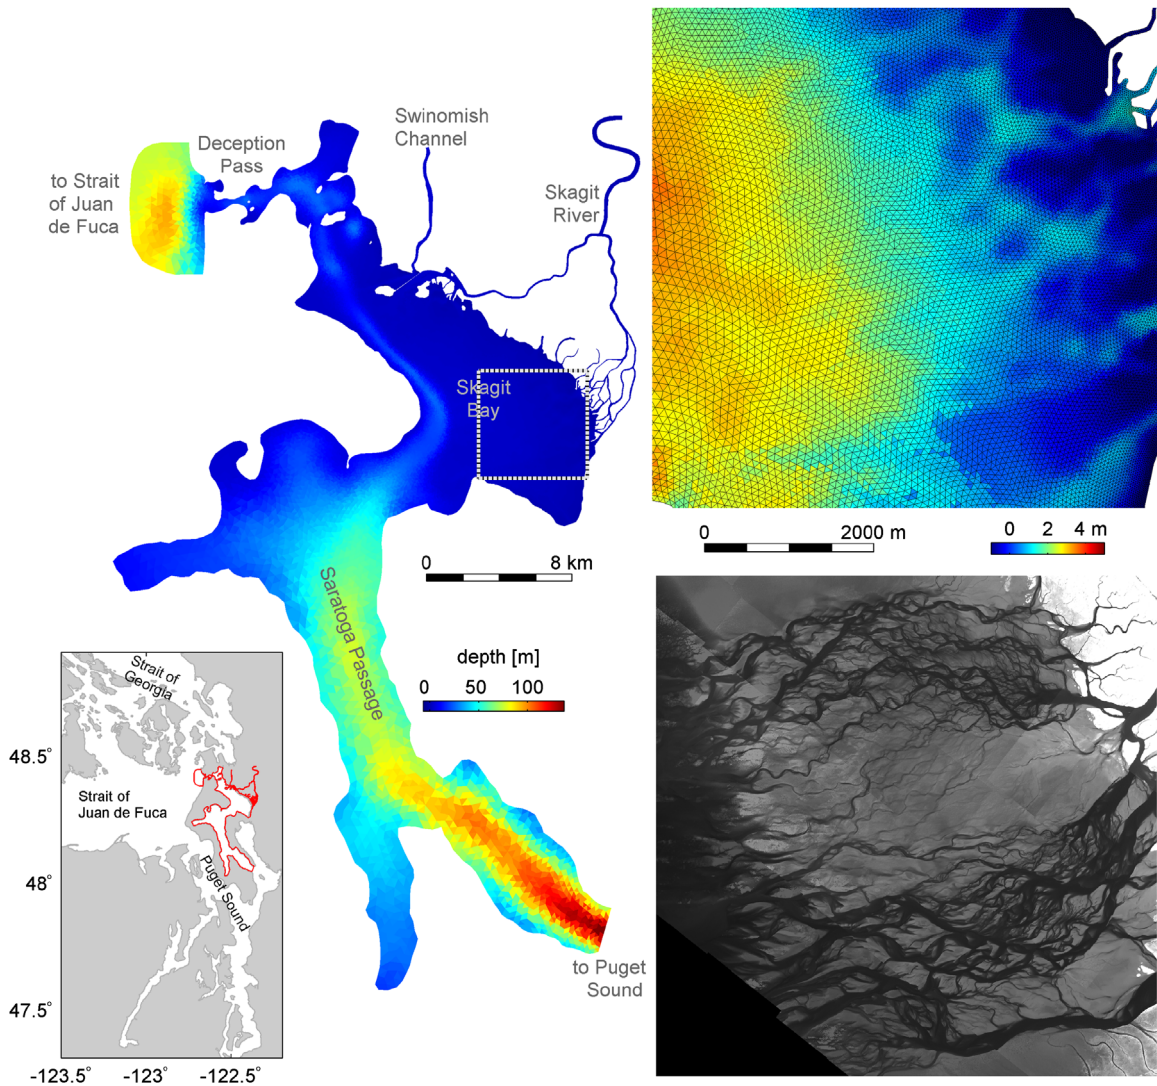 Swinomish
Channel
Deception
Pass
to Strait
of Juan
de Fuca
Skagit
River
Skagit
Bay
0 8 km
Saratoga Passage
depth [m]
0 50 100
to Puget
Sound
0 2000 m
0 2 4 m
Strait of
Georgia
48.5°
Strait of
Juan de Fuca
48°
Puget Sound
47.5°
-123.5° -123° -122.5°